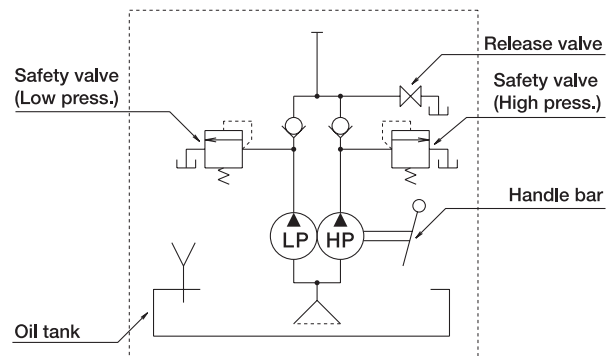 Release valve
Safety valve
(Low press.)
Safety valve
(High press.)
LP HP
Handle bar
Oil tank